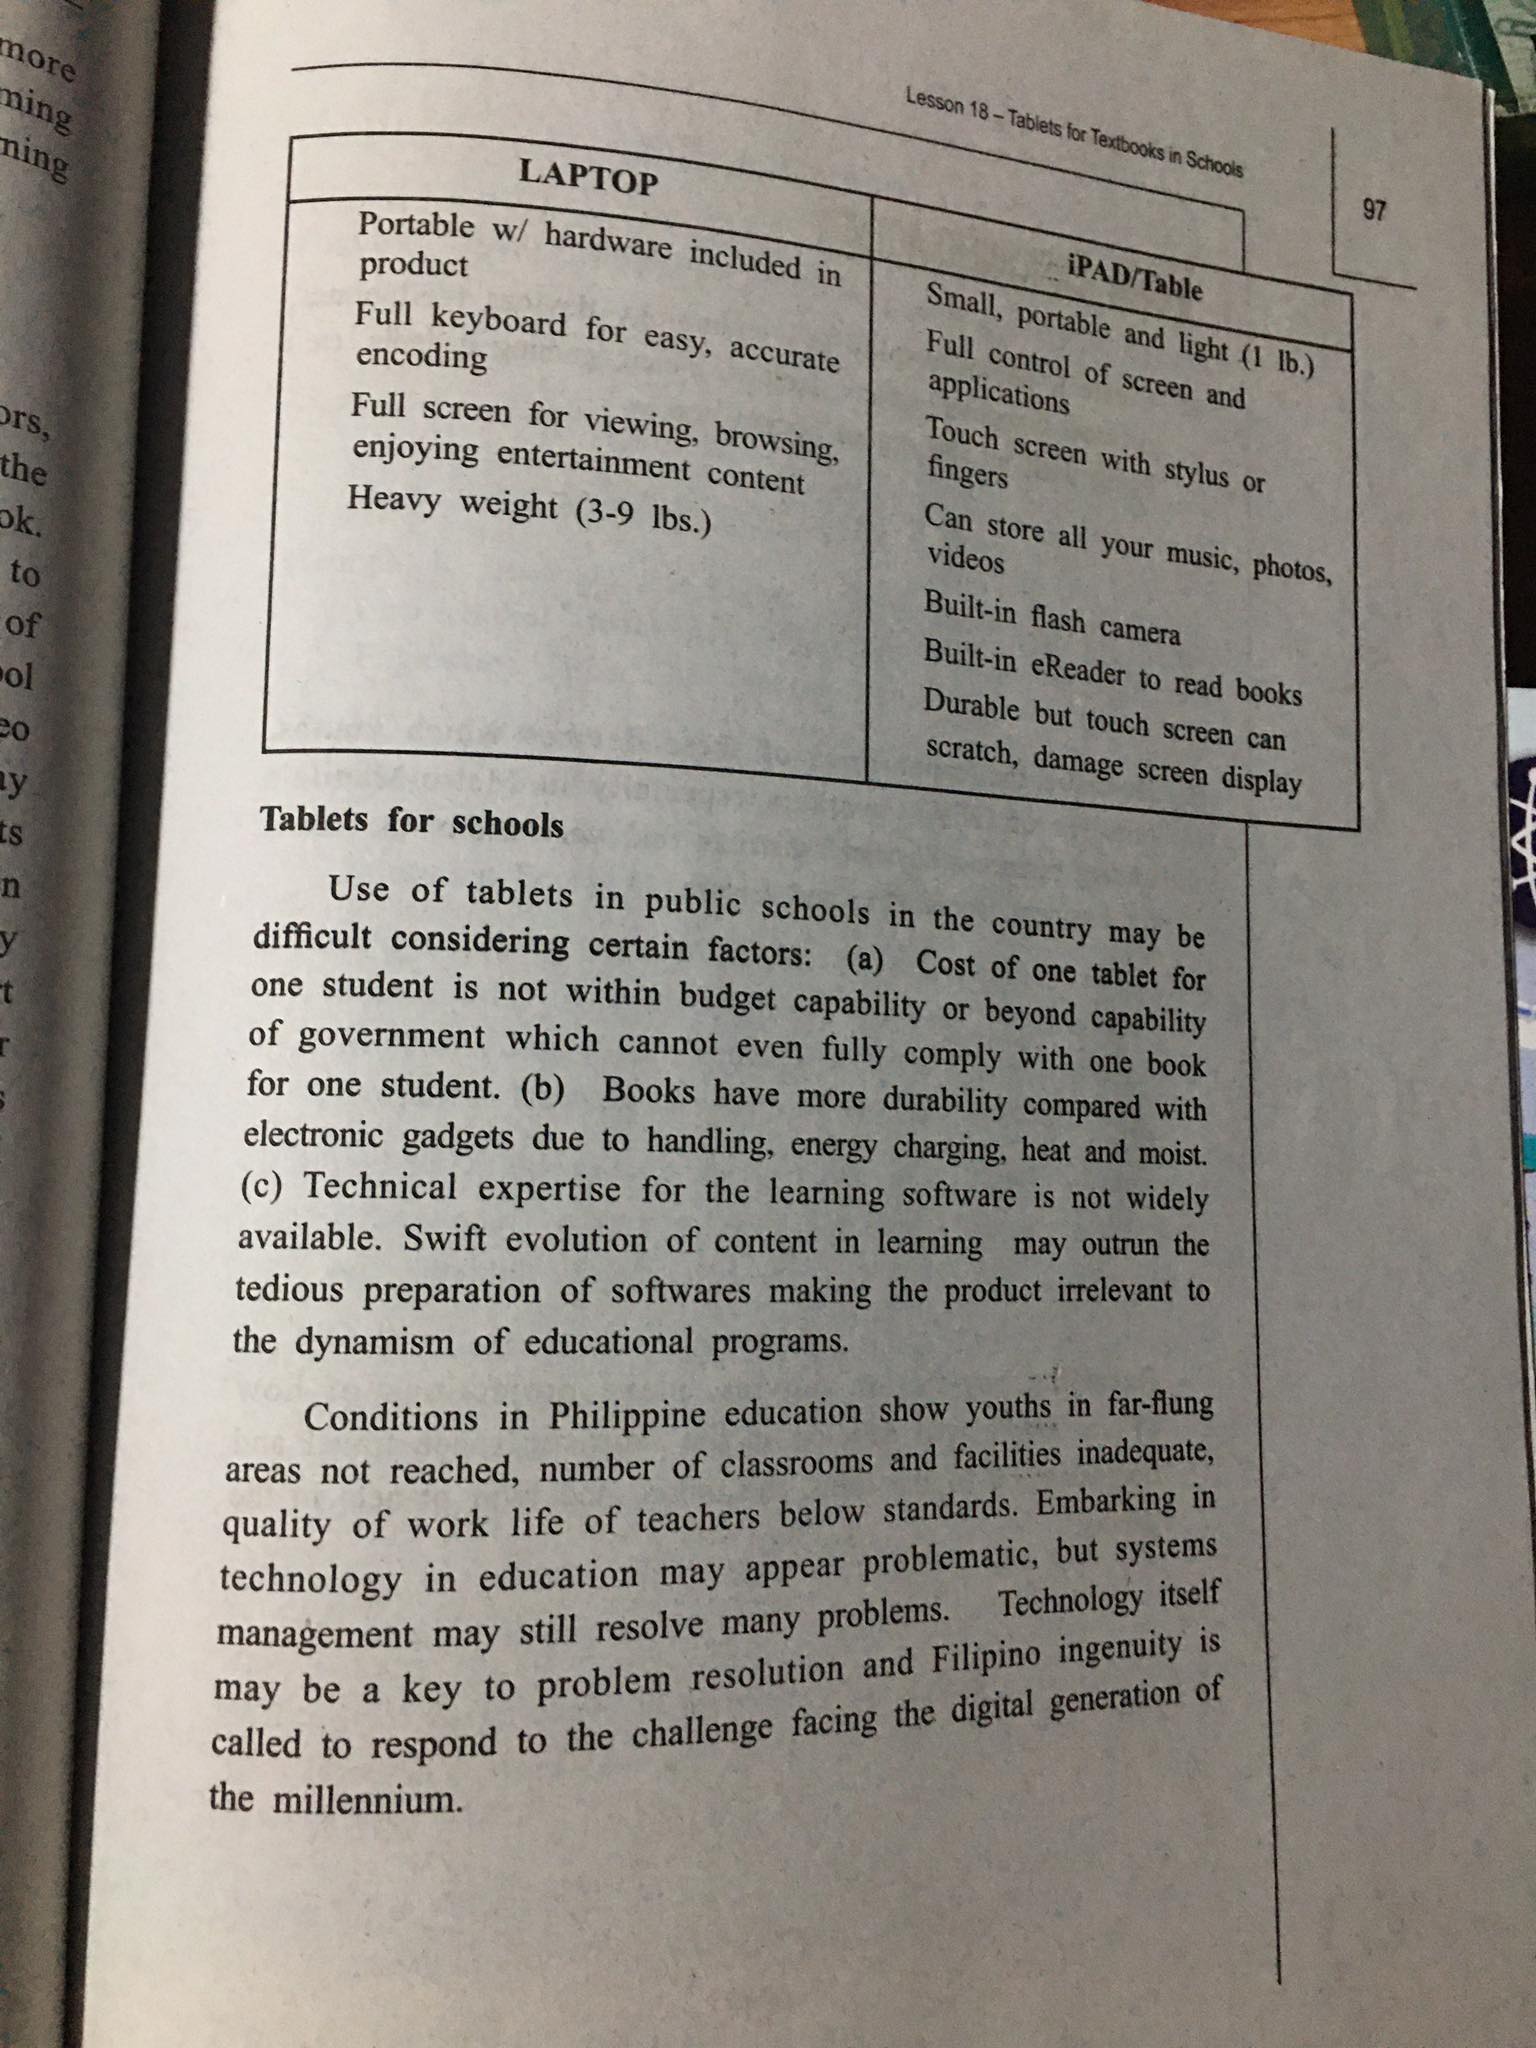 more
ming
ning
ors,
the
ok.
to
of
ol
eo
ay
ts
n
y
t
r
s
Lesson 18 – Tablets for Textbooks in Schools
97
LAPTOP
Portable w/ hardware included in
product
Full keyboard for easy, accurate
encoding
Full screen for viewing, browsing,
enjoying entertainment content
Heavy weight (3-9 lbs.)
iPAD/Table
Small, portable and light (1 lb.)
Full control of screen and
applications
Touch screen with stylus or
fingers
Can store all your music, photos,
videos
Built-in flash camera
Built-in eReader to read books
Durable but touch screen can
scratch, damage screen display
Tablets for schools
Use of tablets in public schools in the country may be
difficult considering certain factors: (a) Cost of one tablet for
one student is not within budget capability or beyond capability
of government which cannot even fully comply with one book
for one student. (b) Books have more durability compared with
electronic gadgets due to handling, energy charging, heat and moist.
(c) Technical expertise for the learning software is not widely
available. Swift evolution of content in learning may outrun the
tedious preparation of softwares making the product irrelevant to
the dynamism of educational programs.
Conditions in Philippine education show youths in far-flung
areas not reached, number of classrooms and facilities inadequate,
quality of work life of teachers below standards. Embarking in
technology in education may appear problematic, but systems
management may still resolve many problems. Technology itself
may be a key to problem resolution and Filipino ingenuity is
called to respond to the challenge facing the digital generation of
the millennium.